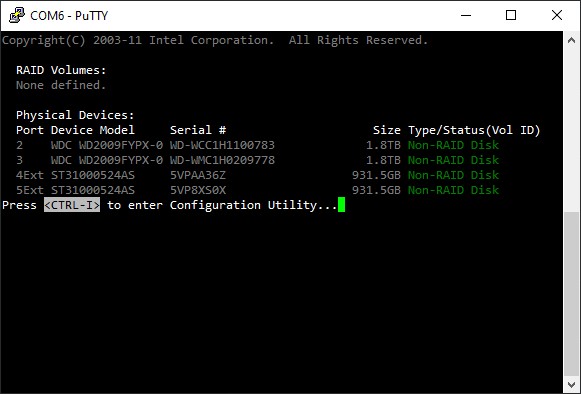 COM6 - PuTTY
Copyright(C) 2003-11 Intel Corporation.  All Rights Reserved.
RAID Volumes:
None defined.
Physical Devices:
Port Device Model    Serial #                  Size Type/Status(Vol ID)
2    WDC WD2009FYPX-0 WD-WCC1H1100783          1.8TB Non-RAID Disk
3    WDC WD2009FYPX-0 WD-WMC1H0209778          1.8TB Non-RAID Disk
4Ext ST31000524AS    5VPAA36Z                931.5GB Non-RAID Disk
5Ext ST31000524AS    5VP8XS0X                931.5GB Non-RAID Disk
Press <CTRL-I> to enter Configuration Utility...